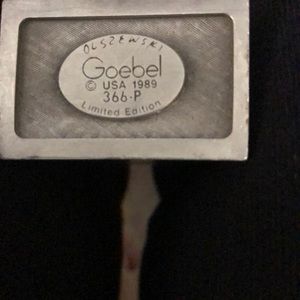 OLSZEWSKI
Goebel
© USA 1989
366-P
Limited Edition